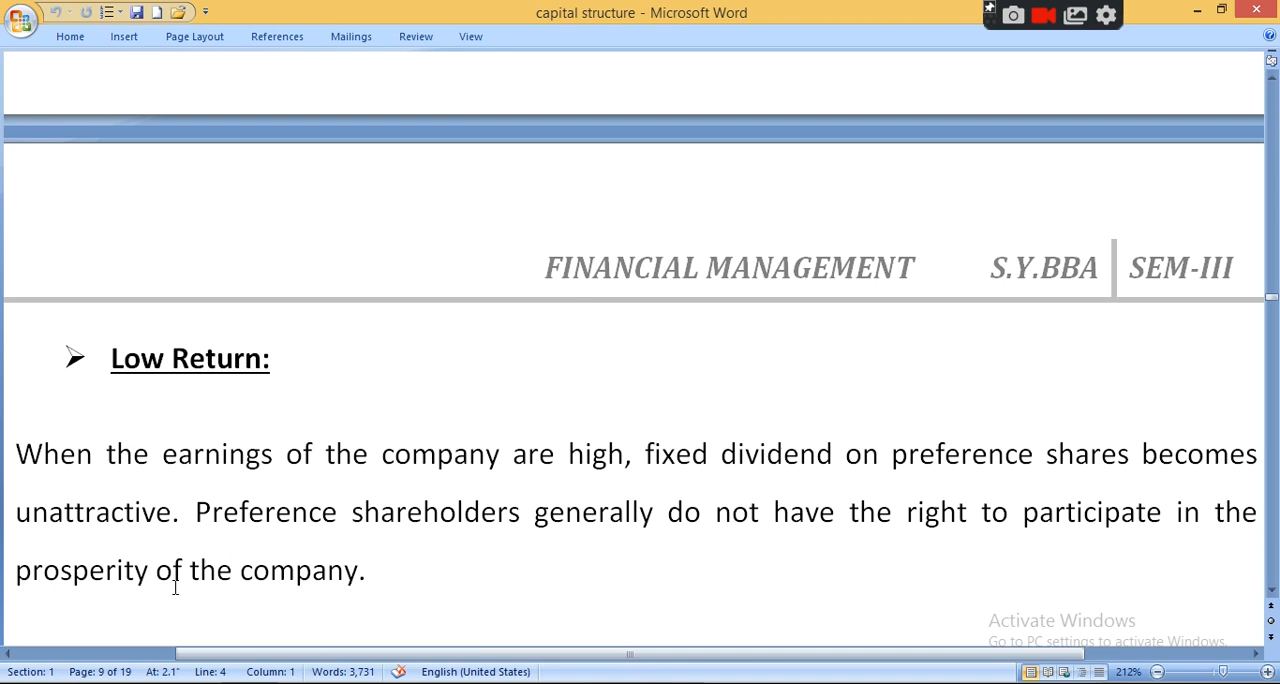 capital structure - Microsoft Word
Home Insert Page Layout References Mailings Review View
FINANCIAL MANAGEMENT S.Y.BBA SEM-III
➢ Low Return:
When the earnings of the company are high, fixed dividend on preference shares becomes
unattractive. Preference shareholders generally do not have the right to participate in the
prosperity of the company.
Activate Windows
Go to PC settings to activate Windows.
Section: 1 Page: 9 of 19 At: 2.1" Line: 4 Column: 1 Words: 3,731 English (United States) 212%